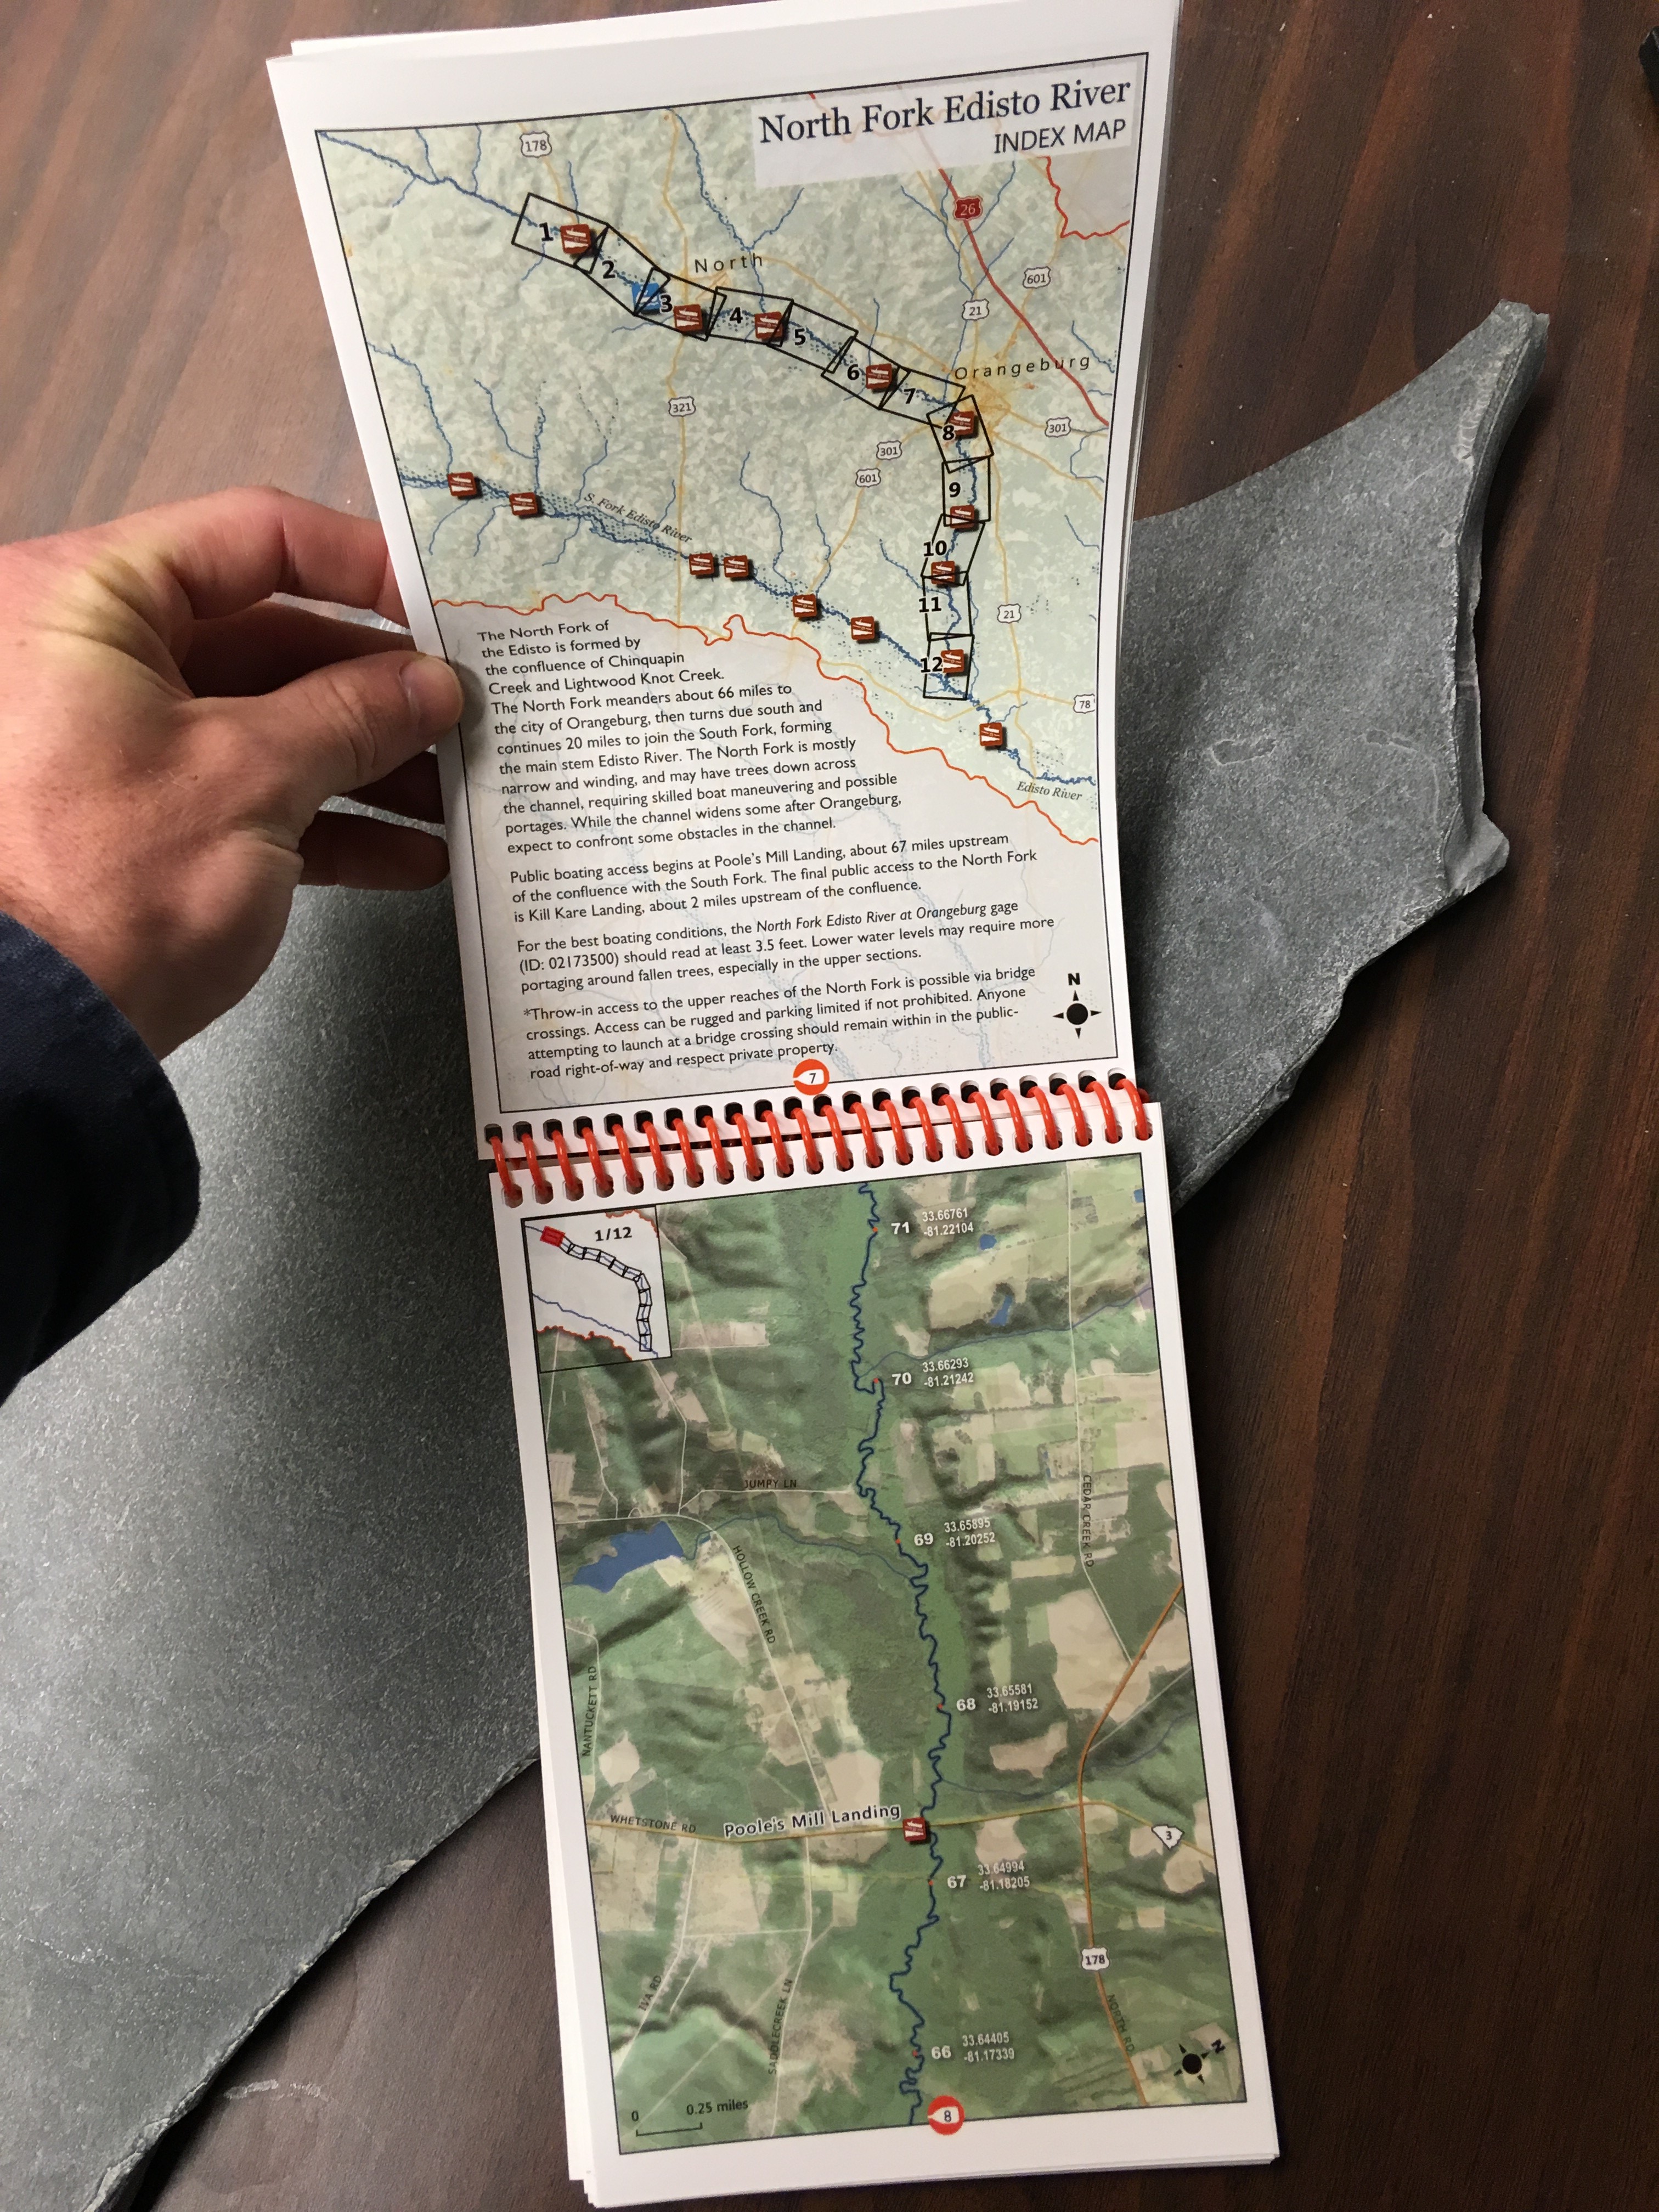 North Fork Edisto River
INDEX MAP
178
26
1
2
North
601
3
4
21
5
6
Orangeburg
7
321
8
301
301
601
9
S. Fork Edisto River
10
11
21
12
78
Edisto River
The North Fork of
the Edisto is formed by
the confluence of Chinquapin
Creek and Lightwood Knot Creek.
The North Fork meanders about 66 miles to
the city of Orangeburg, then turns due south and
continues 20 miles to join the South Fork, forming
the main stem Edisto River. The North Fork is mostly
narrow and winding, and may have trees down across
the channel, requiring skilled boat maneuvering and possible
portages. While the channel widens some after Orangeburg,
expect to confront some obstacles in the channel.
Public boating access begins at Poole's Mill Landing, about 67 miles upstream
of the confluence with the South Fork. The final public access to the North Fork
is Kill Kare Landing, about 2 miles upstream of the confluence.
For the best boating conditions, the North Fork Edisto River at Orangeburg gage
(ID: 02173500) should read at least 3.5 feet. Lower water levels may require more
portaging around fallen trees, especially in the upper sections.
*Throw-in access to the upper reaches of the North Fork is possible via bridge
crossings. Access can be rugged and parking limited if not prohibited. Anyone
attempting to launch at a bridge crossing should remain within in the public-
road right-of-way and respect private property.
N
7
1/12
71
33.66761
-81.22104
70
33.66293
-81.21242
JUMPY LN
CEDAR CREEK RD
69
33.65895
-81.20252
HOLLOW CREEK RD
NANTUCKETT RD
68
33.65581
-81.19152
WHETSTONE RD
Poole's Mill Landing
3
67
33.64994
-81.18205
178
IVA RD
SADDLECREEK LN
NORTH RD
66
33.64405
-81.17339
N
0
0.25 miles
8